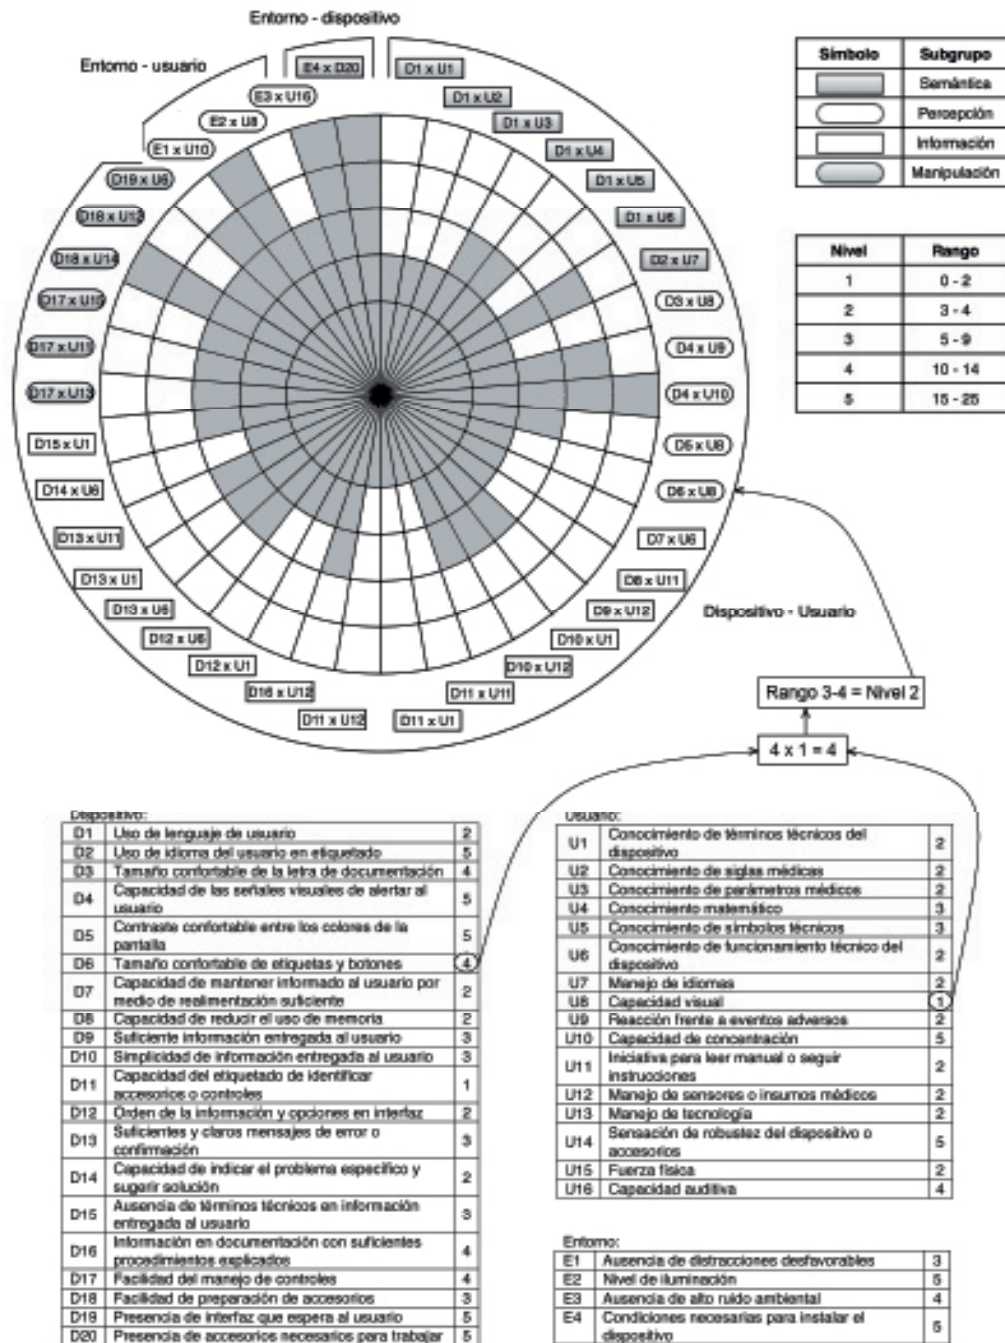 Entorno - dispositivo
Entorno - usuario
E4 x D20
D1 x U1
E3 x U16
D1 x U2
E2 x U8
D1 x U3
E1 x U10
D1 x U4
D19 x U6
D1 x U5
D18 x U12
D1 x U6
D18 x U14
D2 x U7
D17 x U15
D3 x U8
D17 x U11
D4 x U9
D17 x U13
D4 x U10
D15 x U1
D5 x U8
D14 x U6
D6 x U8
D13 x U11
D7 x U6
D13 x U1
D8 x U11
D13 x U6
D9 x U12
D12 x U6
D10 x U1
D12 x U1
D10 x U12
D16 x U12
D11 x U11
D11 x U12
D11 x U1
Símbolo Subgrupo
Semántica
Percepción
Información
Manipulación
Nivel Rango
1 0 - 2
2 3 - 4
3 5 - 9
4 10 - 14
5 15 - 25
Dispositivo - Usuario
Rango 3-4 = Nivel 2
4 x 1 = 4
Dispositivo:
D1 Uso de lenguaje de usuario 2
D2 Uso de idioma del usuario en etiquetado 5
D3 Tamaño confortable de la letra de documentación 4
D4 Capacidad de las señales visuales de alertar al
usuario 5
D5 Contraste confortable entre los colores de la
pantalla 5
D6 Tamaño confortable de etiquetas y botones 4
D7 Capacidad de mantener informado al usuario por
medio de realimentación suficiente 2
D8 Capacidad de reducir el uso de memoria 2
D9 Suficiente información entregada al usuario 3
D10 Simplicidad de información entregada al usuario 3
D11 Capacidad del etiquetado de identificar
accesorios o controles 1
D12 Orden de la información y opciones en interfaz 2
D13 Suficientes y claros mensajes de error o
confirmación 3
D14 Capacidad de indicar el problema específico y
sugerir solución 2
D15 Ausencia de términos técnicos en información
entregada al usuario 3
D16 Información en documentación con suficientes
procedimientos explicados 4
D17 Facilidad del manejo de controles 4
D18 Facilidad de preparación de accesorios 3
D19 Presencia de interfaz que espera al usuario 5
D20 Presencia de accesorios necesarios para trabajar 5
Usuario:
U1 Conocimiento de términos técnicos del
dispositivo 2
U2 Conocimiento de siglas médicas 2
U3 Conocimiento de parámetros médicos 2
U4 Conocimiento matemático 3
U5 Conocimiento de símbolos técnicos 3
U6 Conocimiento de funcionamiento técnico del
dispositivo 2
U7 Manejo de idiomas 2
U8 Capacidad visual 1
U9 Reacción frente a eventos adversos 2
U10 Capacidad de concentración 5
U11 Iniciativa para leer manual o seguir
instrucciones 2
U12 Manejo de sensores o insumos médicos 2
U13 Manejo de tecnología 2
U14 Sensación de robustez del dispositivo o
accesorios 5
U15 Fuerza física 2
U16 Capacidad auditiva 4
Entorno:
E1 Ausencia de distracciones desfavorables 3
E2 Nivel de iluminación 5
E3 Ausencia de alto ruido ambiental 4
E4 Condiciones necesarias para instalar el
dispositivo 5